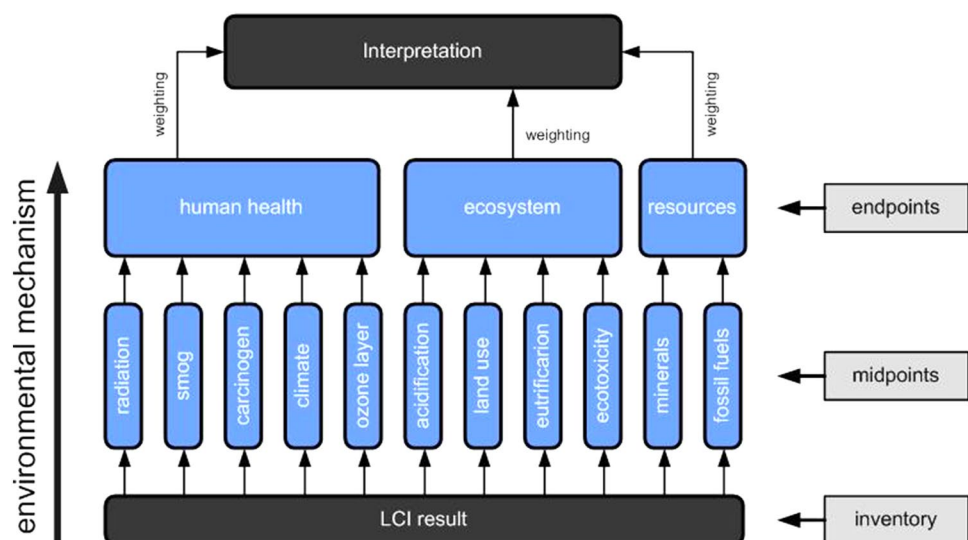 Interpretation
weighting
weighting
weighting
human health
ecosystem
resources
endpoints
environmental mechanism
radiation
smog
carcinogen
climate
ozone layer
acidification
land use
eutrificarion
ecotoxicity
minerals
fossil fuels
midpoints
LCI result
inventory